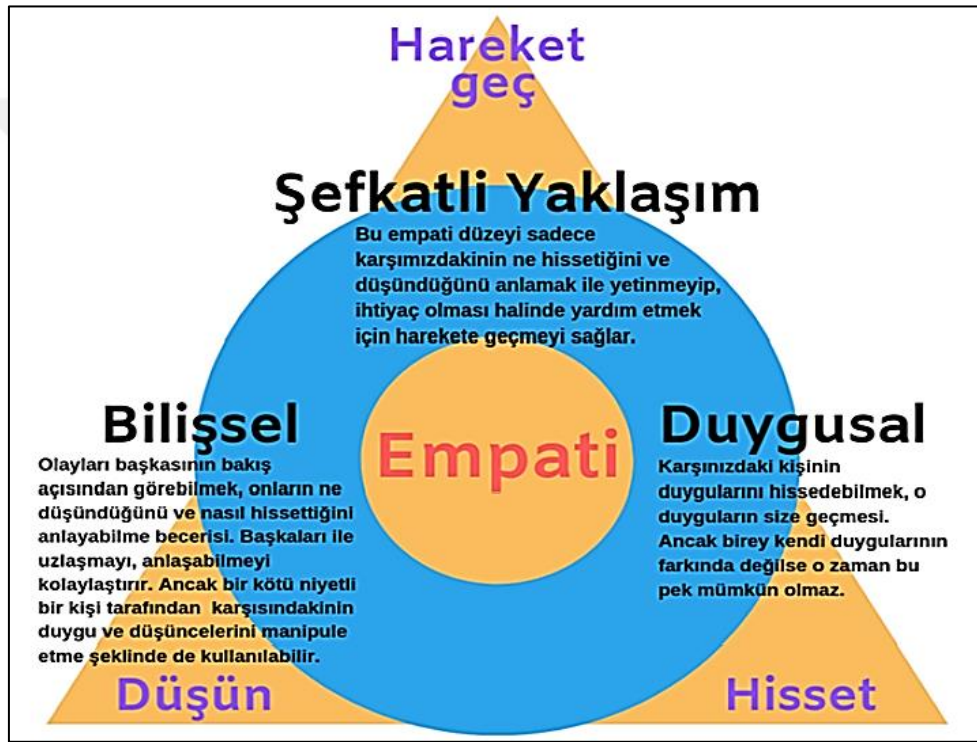 Hareket
geç
Şefkatli Yaklaşım
Bu empati düzeyi sadece
karşımızdakinin ne hissetiğini ve
düşündüğünü anlamak ile yetinmeyip,
ihtiyaç olması halinde yardım etmek
için harekete geçmeyi sağlar.
Bilişsel
Olayları başkasının bakış
açısından görebilmek, onların ne
düşündüğünü ve nasıl hissettiğini
anlayabilme becerisi. Başkaları ile
uzlaşmayı, anlaşabilmeyi
kolaylaştırır. Ancak bir kötü niyetli
bir kişi tarafından karşısındakinin
duygu ve düşüncelerini manipule
etme şeklinde de kullanılabilir.
Düşün
Empati
Duygusal
Karşınızdaki kişinin
duygularını hissedebilmek, o
duyguların size geçmesi.
Ancak birey kendi duygularının
farkında değilse o zaman bu
pek mümkün olmaz.
Hisset